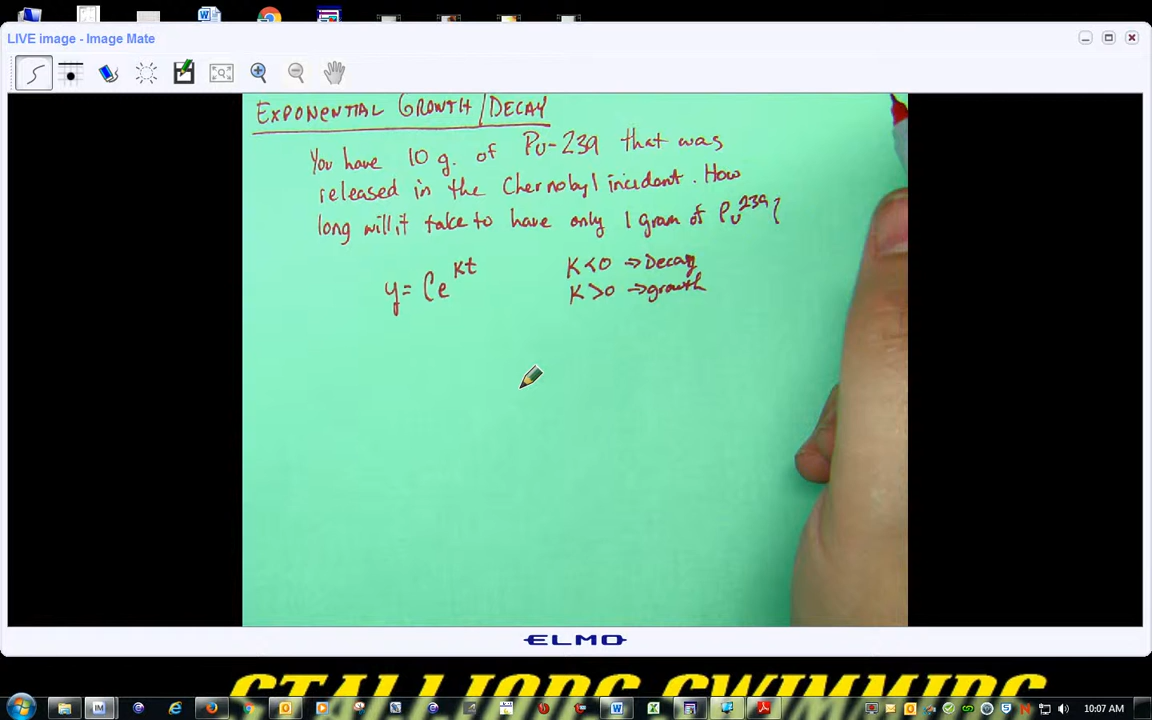 LIVE image - Image Mate
EXPONENTIAL GROWTH/DECAY
You have 10 g. of Pu-239 that was
released in the Chernobyl incident. How
long will it take to have only 1 gram of Pu²³⁹?
y = Ce^Kt
K<0 ⇒ Decay
K>0 ⇒ growth
ELMO
STALLIONS SWIMMING
10:07 AM